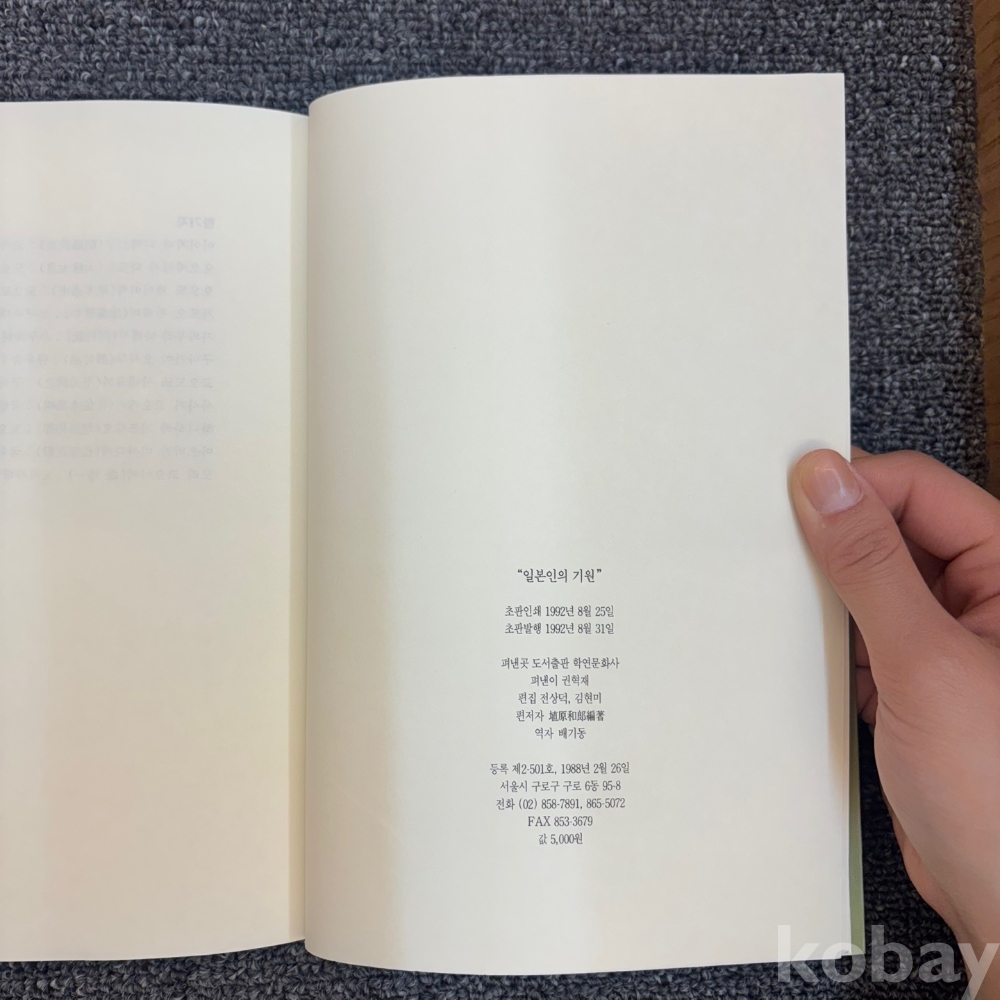 "일본인의 기원"
초판인쇄 1992년 8월 25일
초판발행 1992년 8월 31일
펴낸곳 도서출판 학연문화사
펴낸이 권혁재
편집 전상덕, 김현미
편저자 埴原和郎編著
역자 배기동
등록 제2-501호, 1988년 2월 26일
서울시 구로구 구로 6동 95-8
전화 (02) 858-7891, 865-5072
FAX 853-3679
값 5,000원
kobay